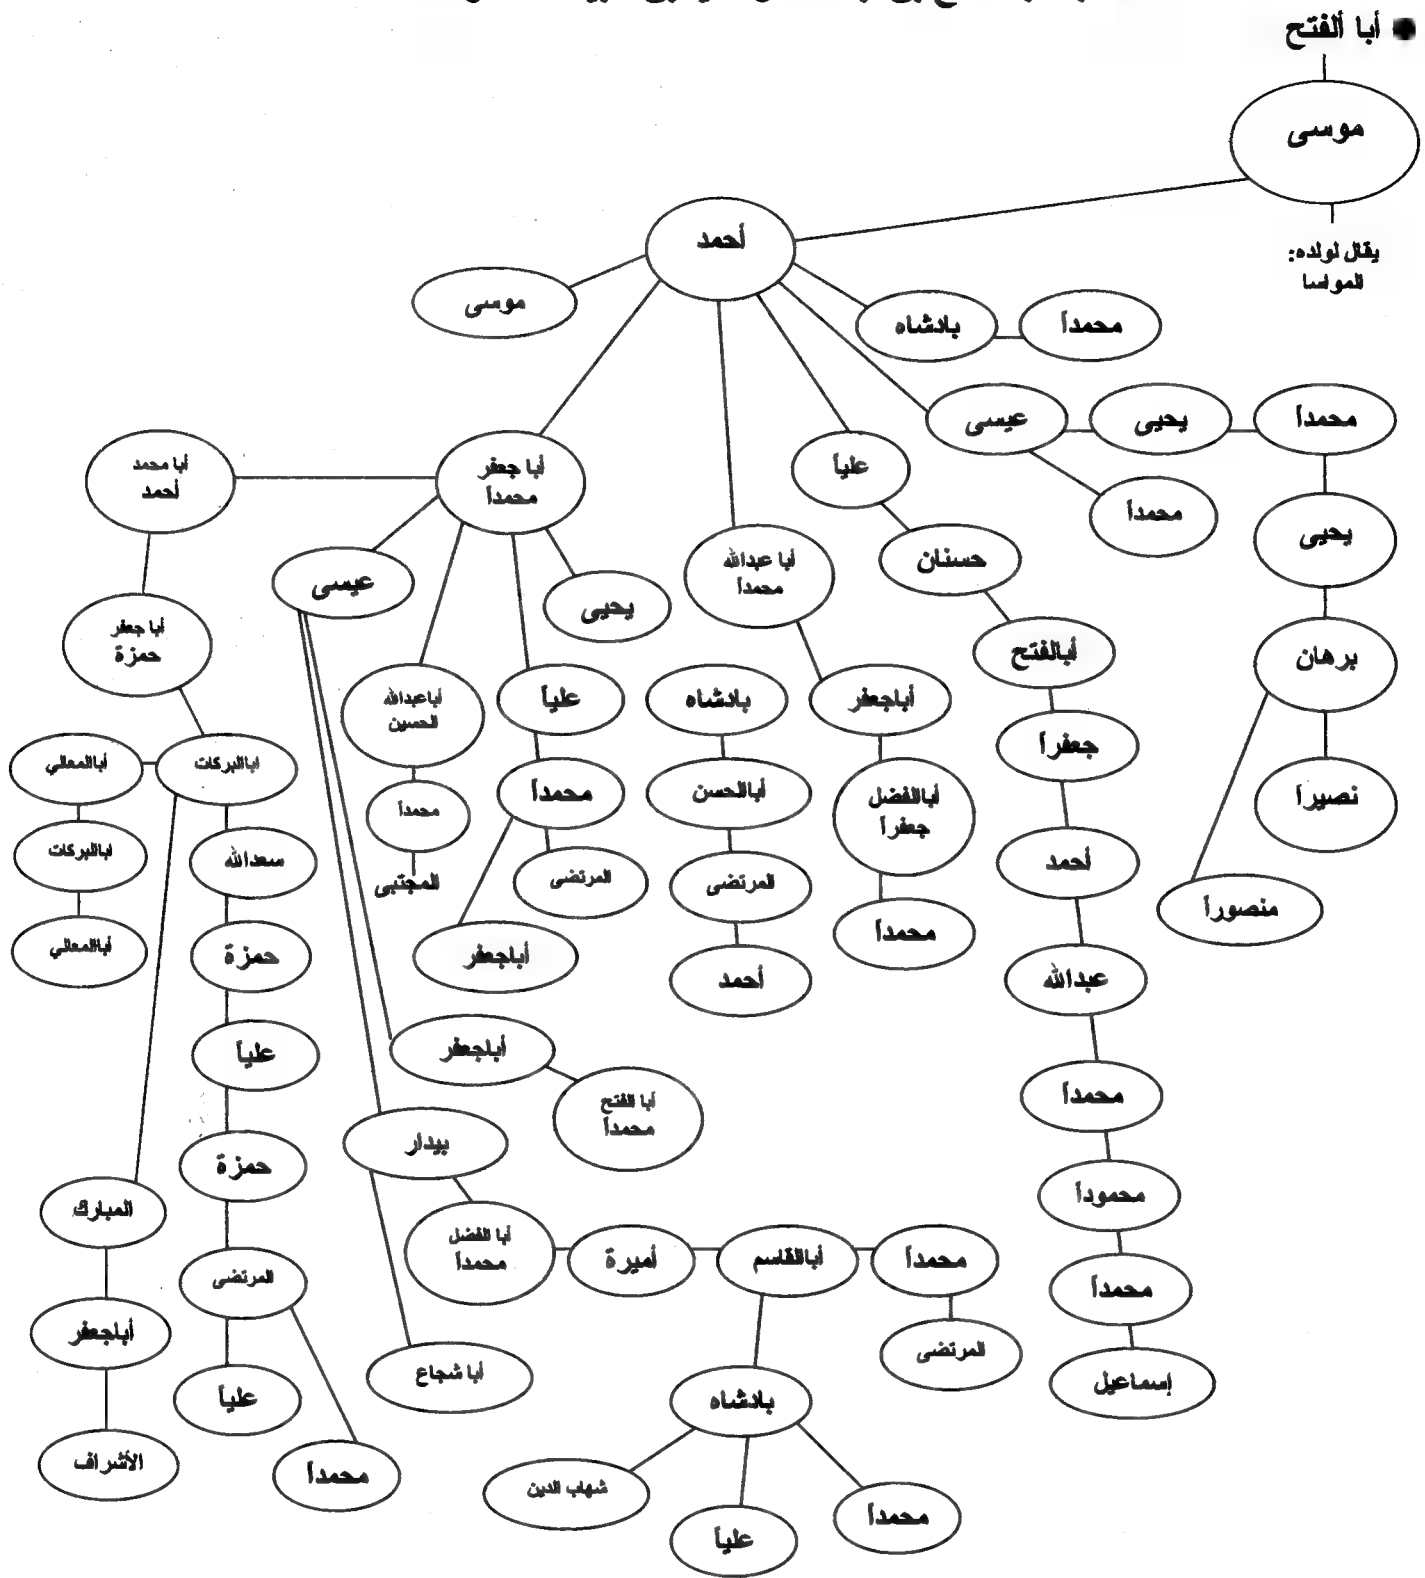 أبا ألفتح
موسى
يقال لولده:
المواسا
أحمد
موسى
بادشاه
محمداً
عيسى
يحيى
محمداً
محمداً
يحيى
برهان
نصيراً
منصوراً
علياً
حسنان
أبالفتح
جعفراً
أحمد
عبدالله
محمداً
محموداً
محمداً
إسماعيل
أبا عبدالله
محمداً
أباجعفر
أباالفضل
جعفراً
محمداً
بادشاه
أباالحسن
المرتضى
أحمد
أبا جعفر
محمداً
يحيى
علياً
محمداً
المرتضى
أباجعفر
أباعبدالله
الحسين
محمداً
المجتبى
عيسى
أباجعفر
أبا الفتح
محمداً
بيدار
أبا الفضل
محمداً
أميرة
أباالقاسم
محمداً
المرتضى
بادشاه
محمداً
علياً
شهاب الدين
أبا شجاع
أبا محمد
أحمد
أبا جعفر
حمزة
اباالبركات
أباالمعالي
اباالبركات
أباالمعالي
سعدالله
حمزة
علياً
حمزة
المرتضى
علياً
محمداً
المبارك
أباجعفر
الأشراف